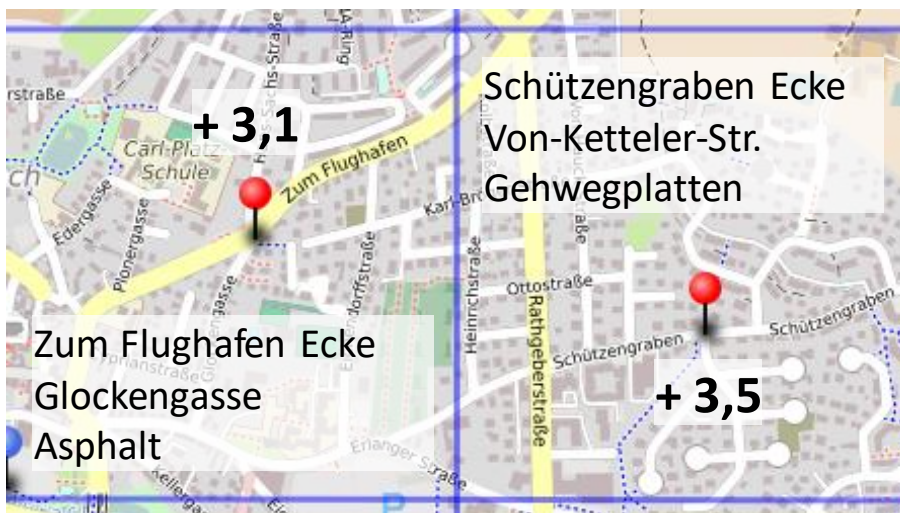 Schützengraben Ecke
Von-Ketteler-Str.
Gehwegplatten
+ 3,1
Zum Flughafen
Carl-Platz-
Schule
Edergasse
Plonergasse
Ottostraße
Heinrichstraße
Rathgeberstraße
Schützengraben
Schützengraben
+ 3,5
Zum Flughafen Ecke
Glockengasse
Asphalt
Erlanger Straße
P